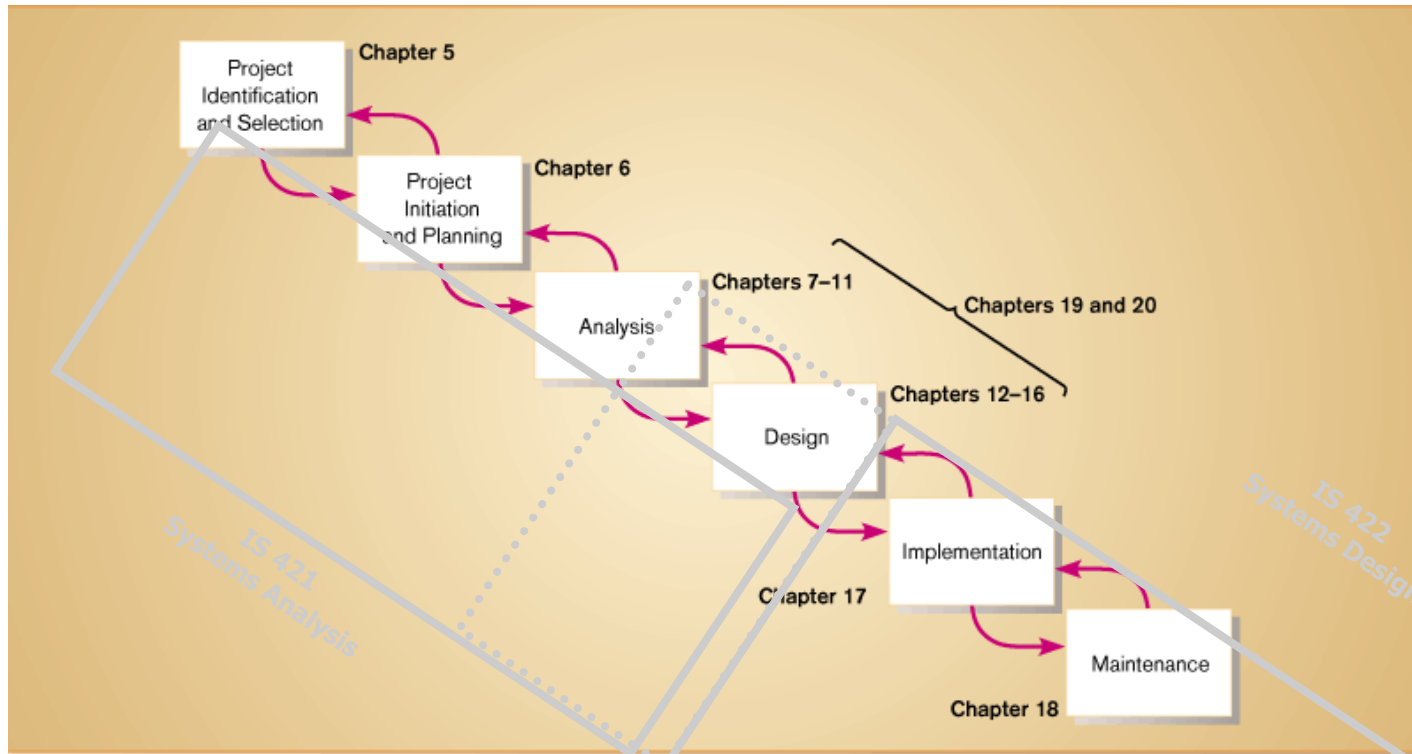 Chapter 5
Project
Identification
and Selection
Chapter 6
Project
Initiation
and Planning
Chapters 7–11
Analysis
Chapters 19 and 20
Chapters 12–16
Design
IS 422
Systems Design
IS 421
Systems Analysis
Implementation
Chapter 17
Maintenance
Chapter 18